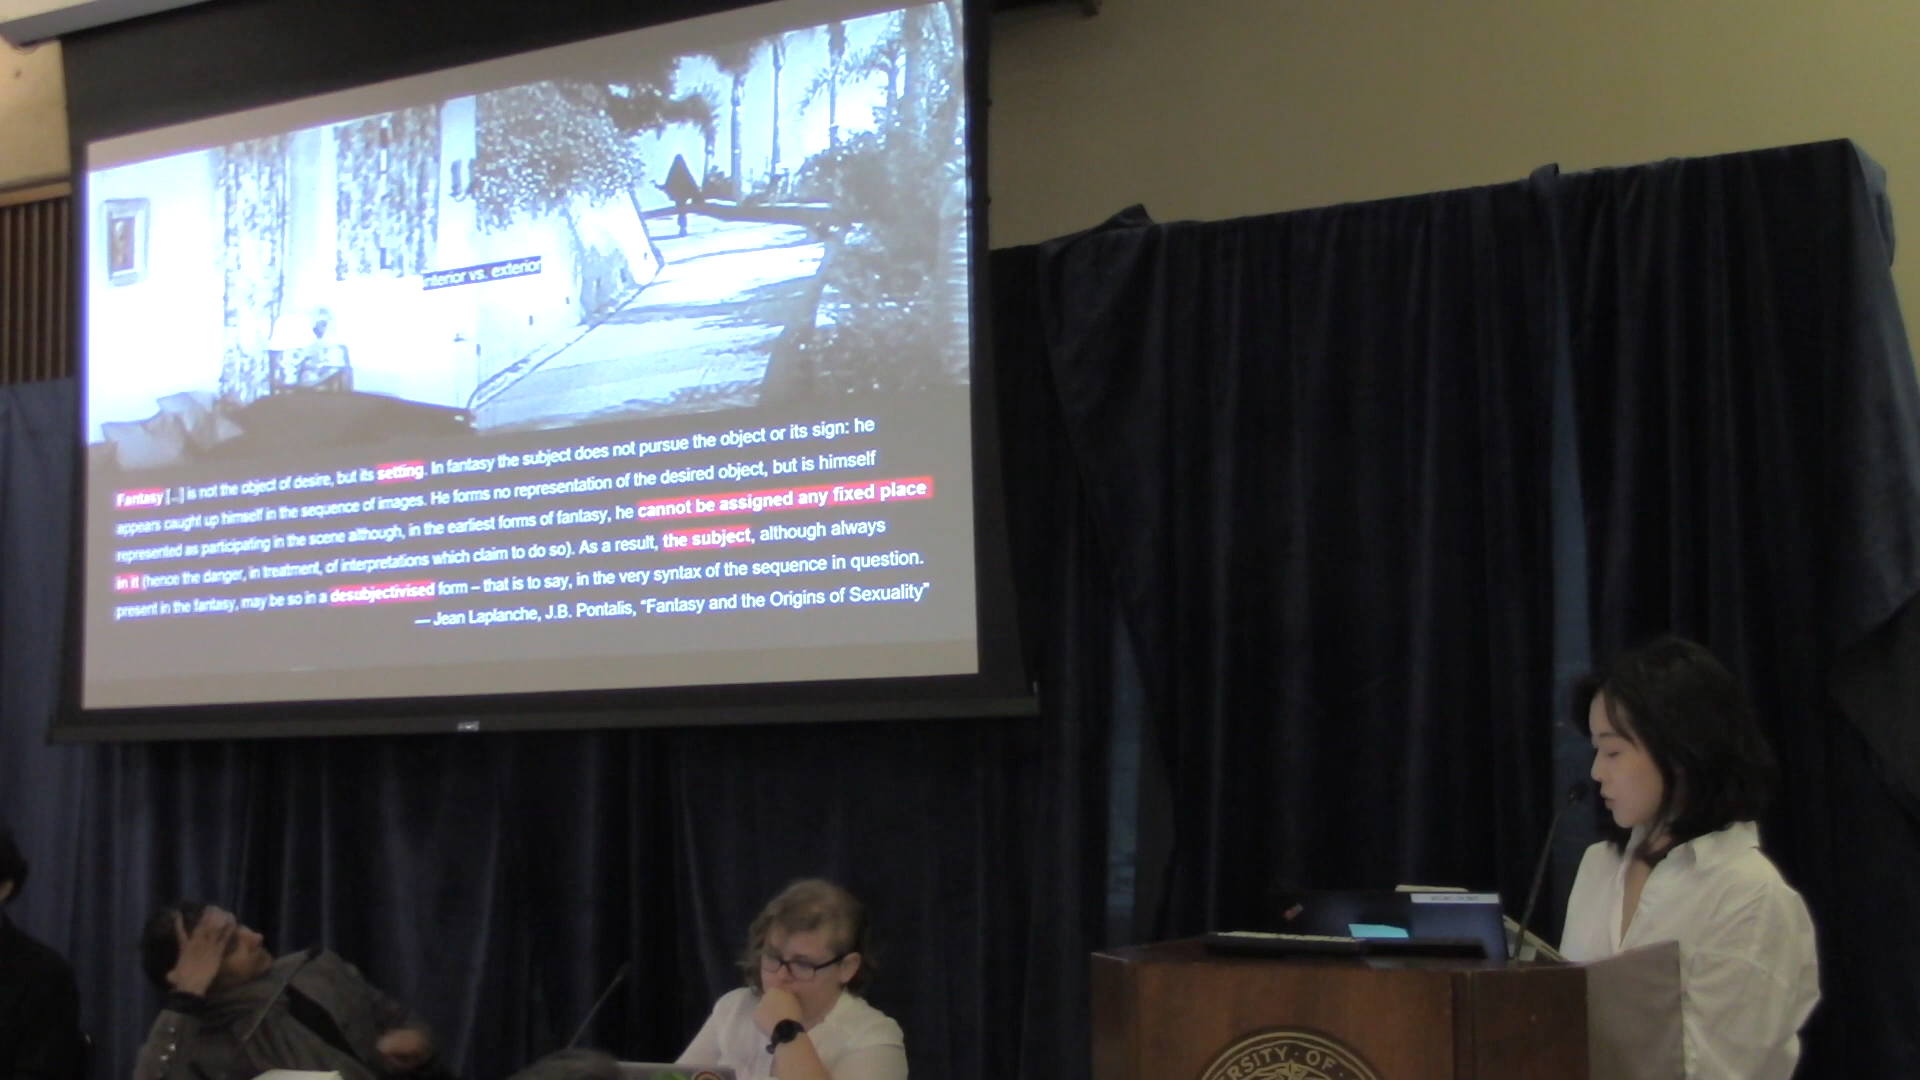 interior vs. exterior
Fantasy [...] is not the object of desire, but its setting. In fantasy the subject does not pursue the object or its sign: he
appears caught up himself in the sequence of images. He forms no representation of the desired object, but is himself
represented as participating in the scene although, in the earliest forms of fantasy, he cannot be assigned any fixed place
in it (hence the danger, in treatment, of interpretations which claim to do so). As a result, the subject, although always
present in the fantasy, may be so in a desubjectivised form – that is to say, in the very syntax of the sequence in question.
— Jean Laplanche, J.B. Pontalis, “Fantasy and the Origins of Sexuality”
RSITY · OF ·